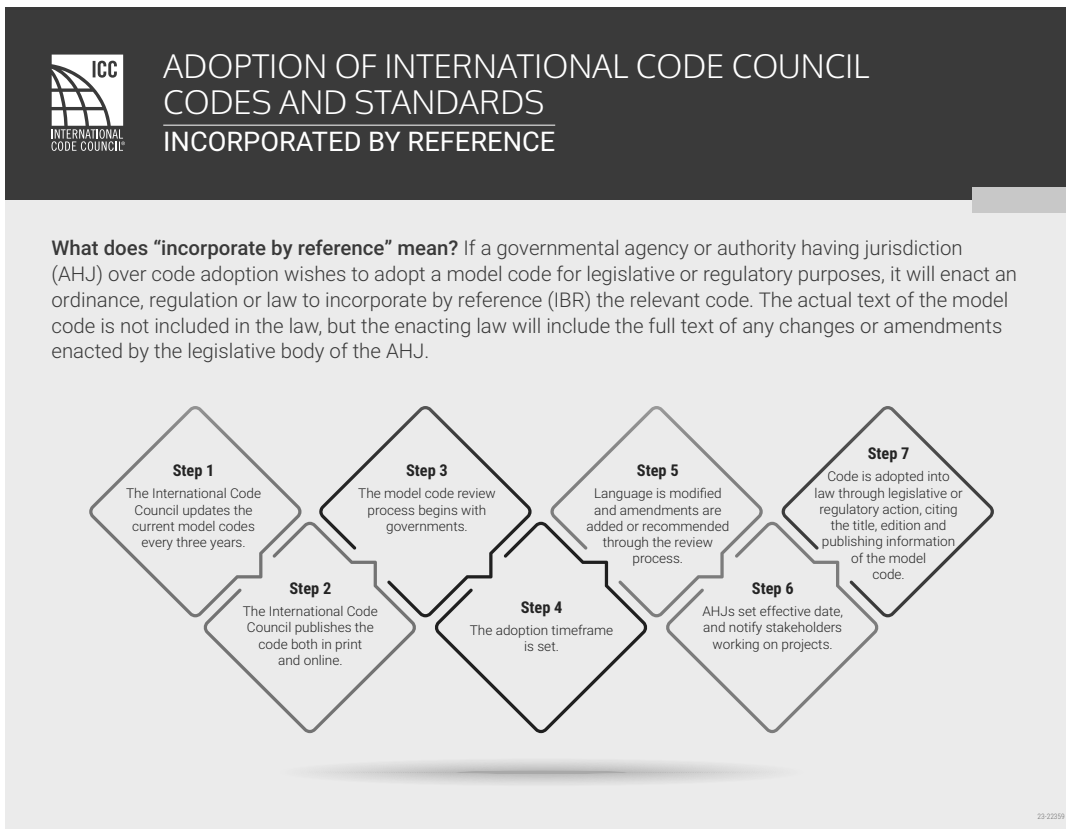 ICC
INTERNATIONAL
CODE COUNCIL®
ADOPTION OF INTERNATIONAL CODE COUNCIL
CODES AND STANDARDS
INCORPORATED BY REFERENCE
What does “incorporate by reference” mean? If a governmental agency or authority having jurisdiction
(AHJ) over code adoption wishes to adopt a model code for legislative or regulatory purposes, it will enact an
ordinance, regulation or law to incorporate by reference (IBR) the relevant code. The actual text of the model
code is not included in the law, but the enacting law will include the full text of any changes or amendments
enacted by the legislative body of the AHJ.
Step 1
The International Code
Council updates the
current model codes
every three years.
Step 2
The International Code
Council publishes the
code both in print
and online.
Step 3
The model code review
process begins with
governments.
Step 4
The adoption timeframe
is set.
Step 5
Language is modified
and amendments are
added or recommended
through the review
process.
Step 6
AHJs set effective date,
and notify stakeholders
working on projects.
Step 7
Code is adopted into
law through legislative or
regulatory action, citing
the title, edition and
publishing information
of the model
code.
23-22359